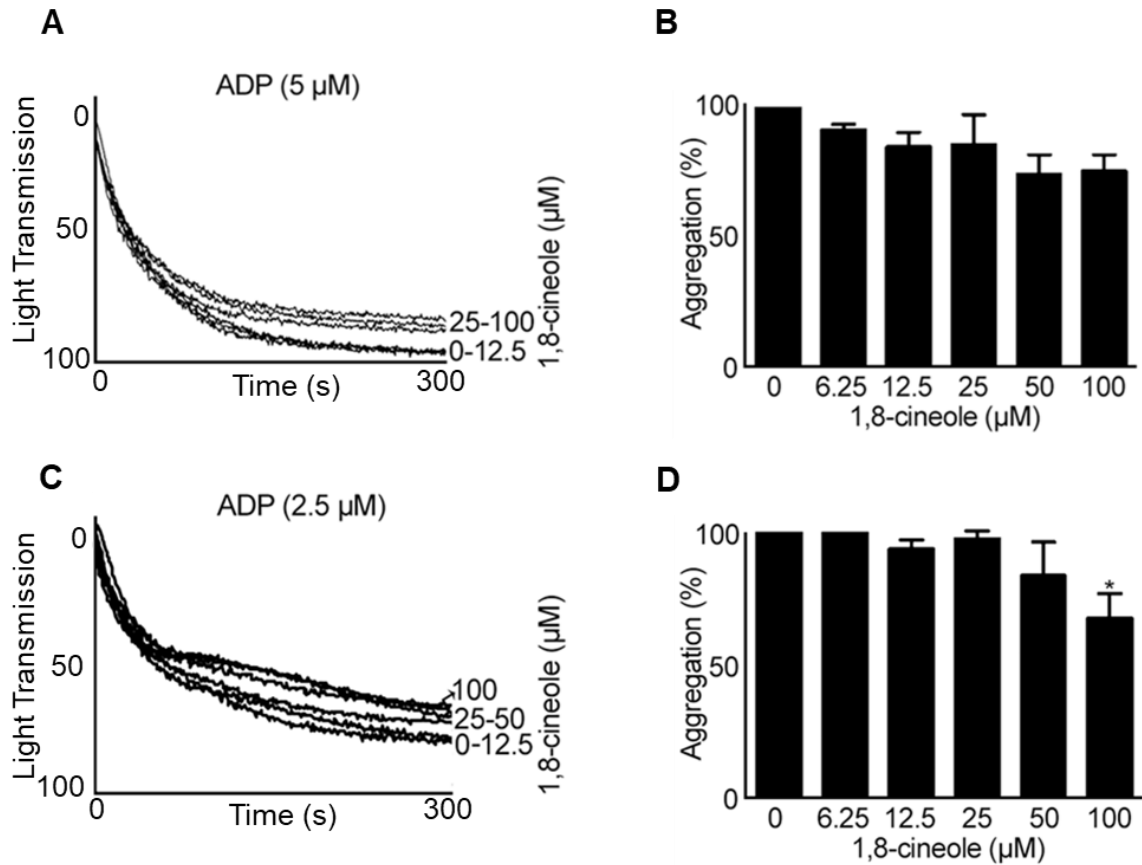 A
ADP (5 µM)
Light Transmission
0
50
100
0
Time (s)
300
25-100
0-12.5
1,8-cineole (µM)
B
Aggregation (%)
100
50
0
0 6.25 12.5 25 50 100
1,8-cineole (µM)
C
ADP (2.5 µM)
Light Transmission
0
50
100
0
Time (s)
300
100
25-50
0-12.5
1,8-cineole (µM)
D
Aggregation (%)
100
50
0
*
0 6.25 12.5 25 50 100
1,8-cineole (µM)